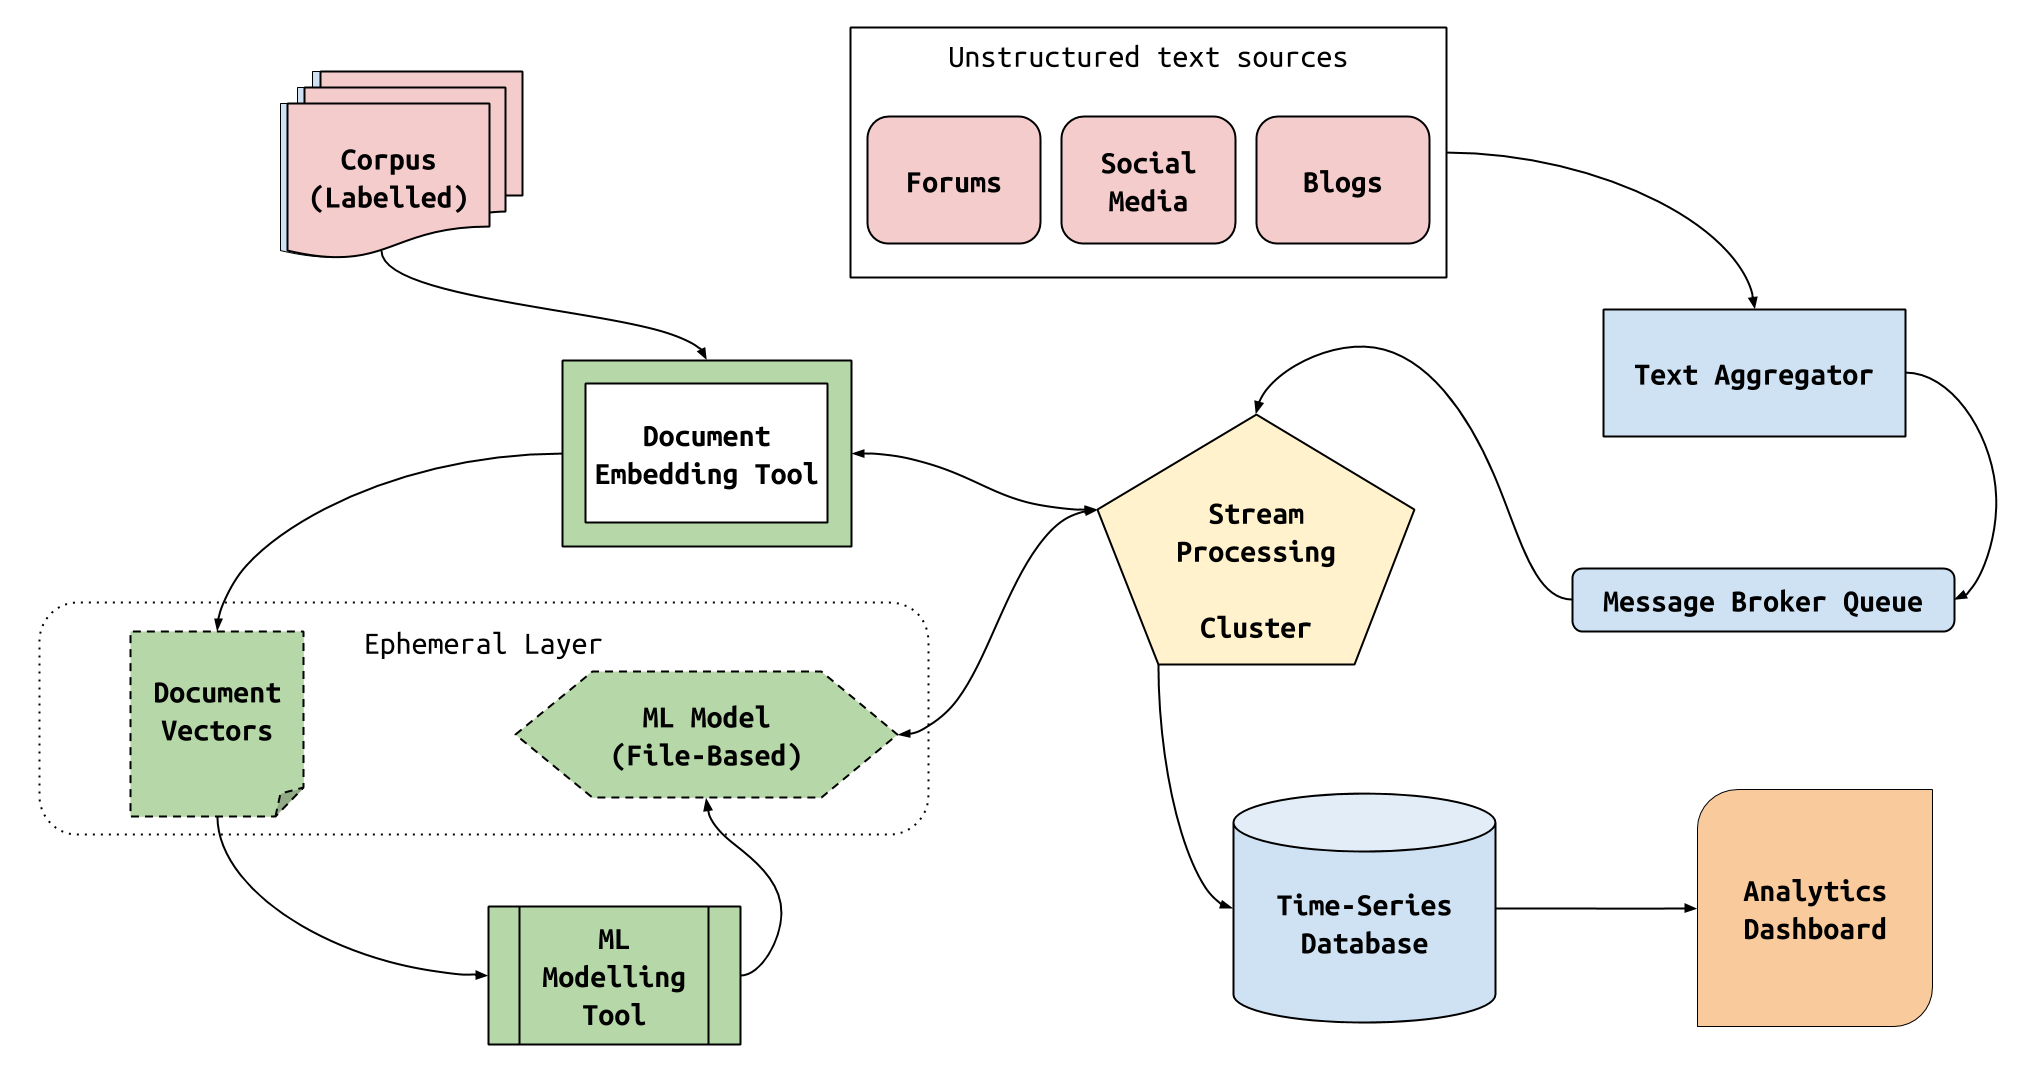 Unstructured text sources
Corpus
(Labelled)
Forums
Social
Media
Blogs
Text Aggregator
Document
Embedding Tool
Stream
Processing
Cluster
Message Broker Queue
Ephemeral Layer
Document
Vectors
ML Model
(File-Based)
Time-Series
Database
Analytics
Dashboard
ML
Modelling
Tool